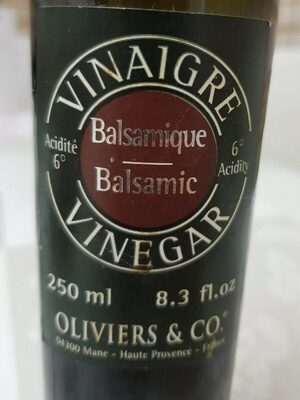 VINAIGRE
Balsamique
Balsamic
Acidité
6°
6°
Acidity
VINEGAR
250 ml 8.3 fl.oz
OLIVIERS & CO.®
04300 Mane - Haute Provence - France